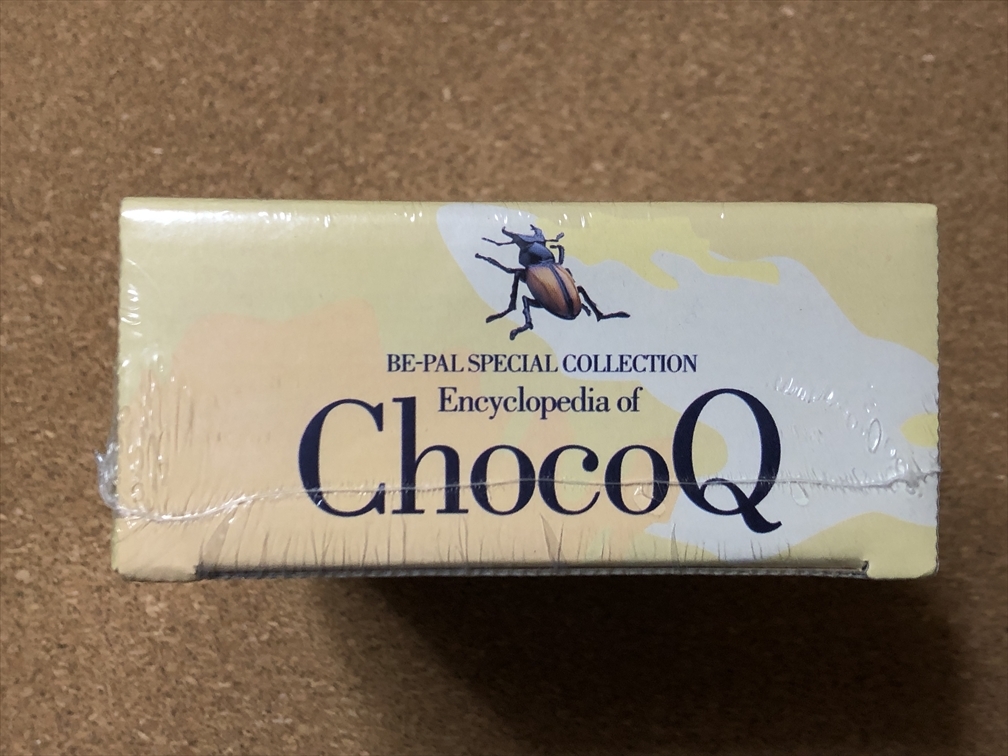 BE-PAL SPECIAL COLLECTION
Encyclopedia of
ChocoQ